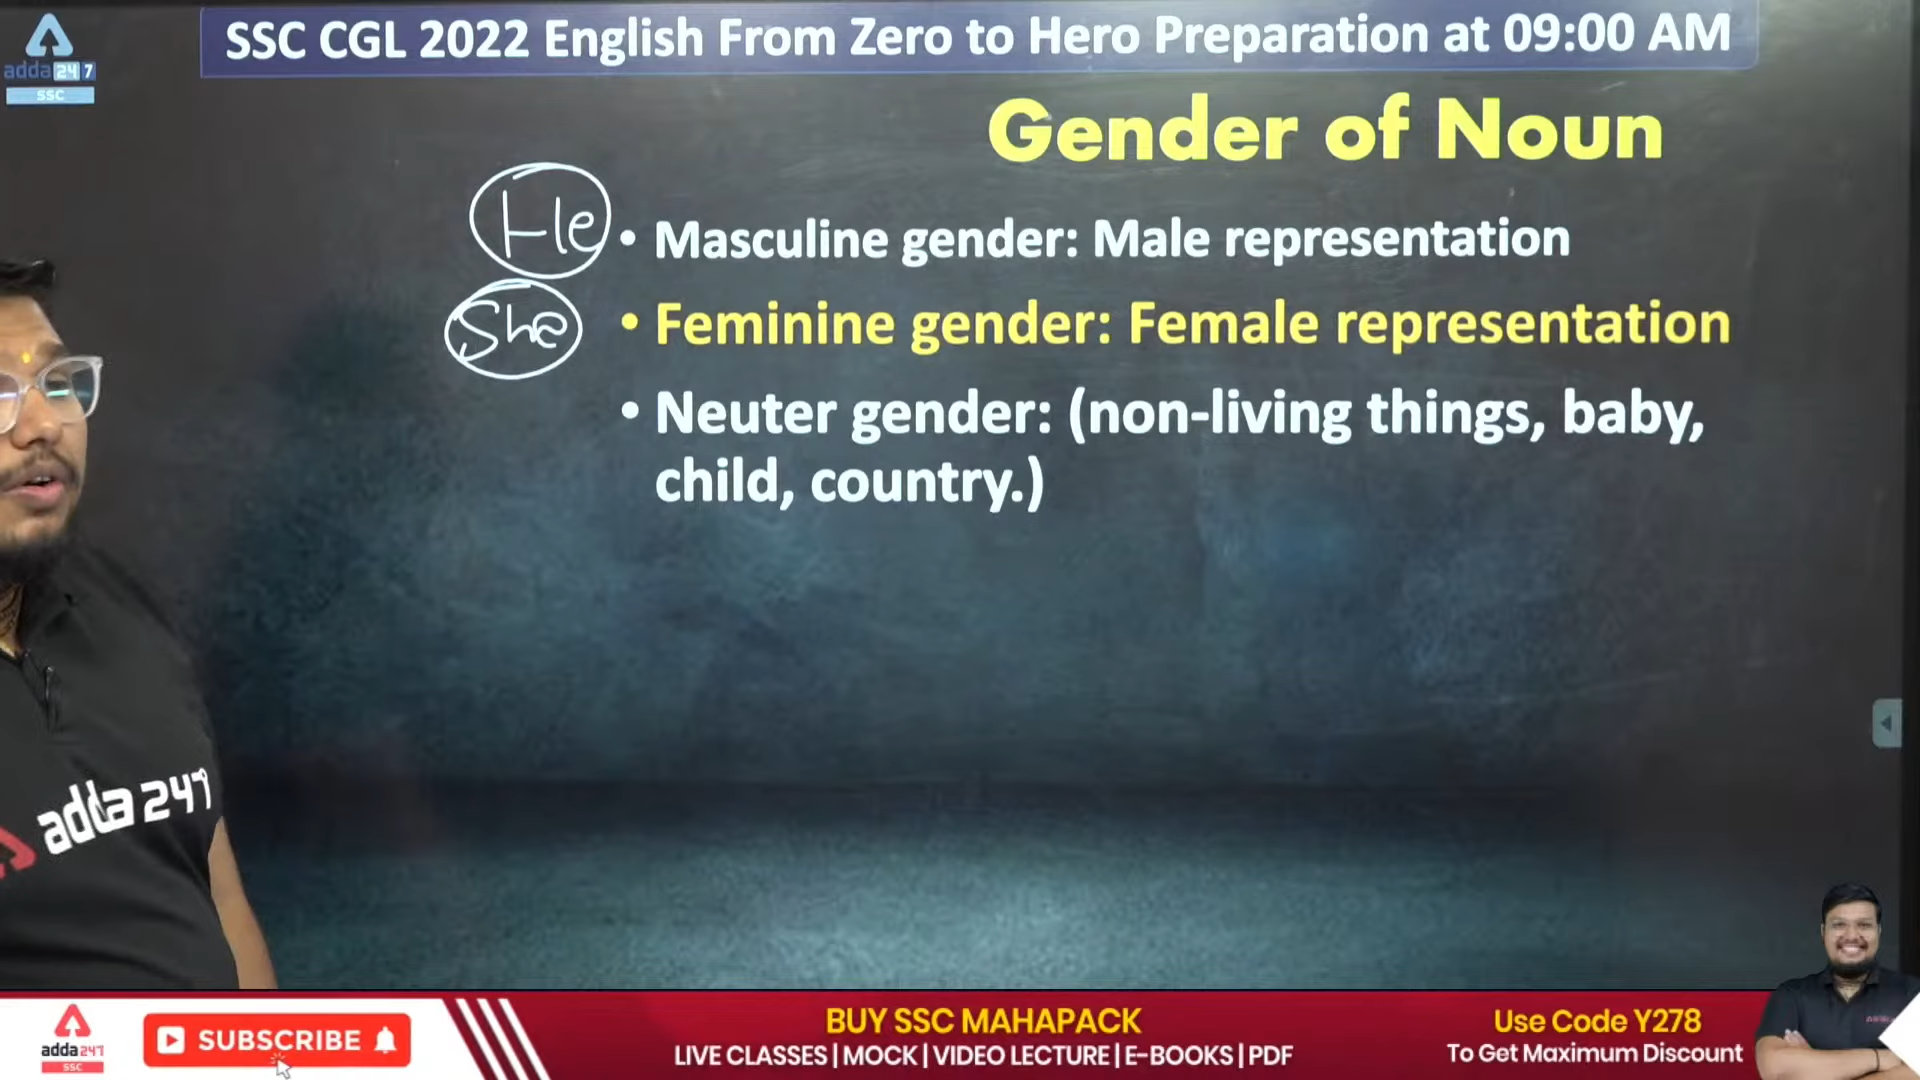 SSC CGL 2022 English From Zero to Hero Preparation at 09:00 AM
adda 24 7
SSC
Gender of Noun
He
• Masculine gender: Male representation
She
• Feminine gender: Female representation
• Neuter gender: (non-living things, baby,
child, country.)
adda 247
BUY SSC MAHAPACK
LIVE CLASSES | MOCK | VIDEO LECTURE | E-BOOKS | PDF
Use Code Y278
To Get Maximum Discount
SUBSCRIBE
adda 247
SSC